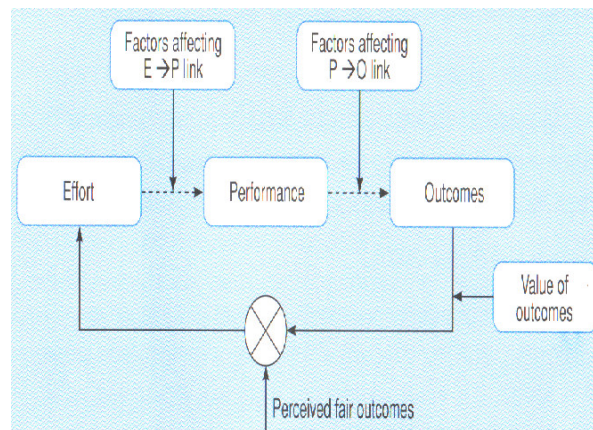 Factors affecting
E →P link
Factors affecting
P →O link
Effort
Performance
Outcomes
Value of
outcomes
Perceived fair outcomes